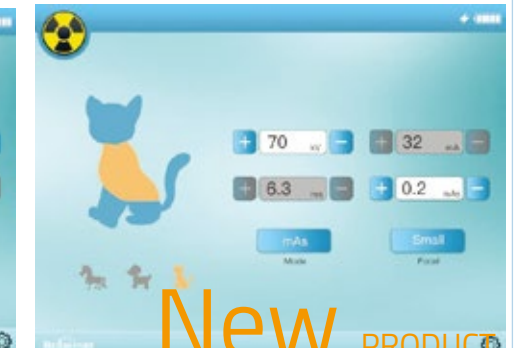 70 kV 32 mA
6.3 ms 0.2 mAs
mAs Small
Mode Focal
New PRODUCT